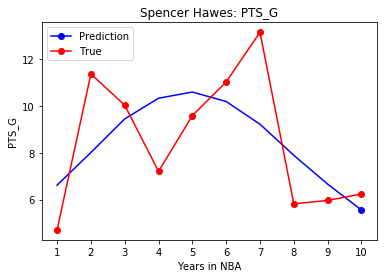 Spencer Hawes: PTS_G
Prediction
True
12
10
8
6
PTS_G
1 2 3 4 5 6 7 8 9 10
Years in NBA